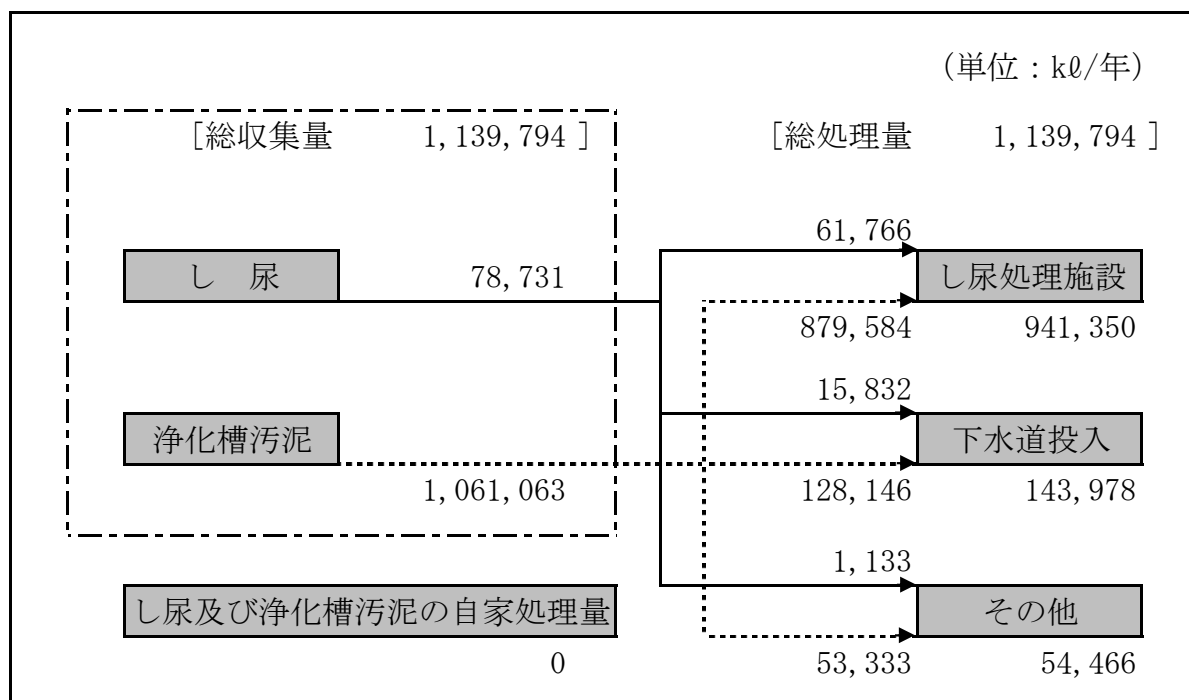 (単位：kℓ/年)
[総収集量 1,139,794 ]
[総処理量 1,139,794 ]
61,766
し 尿 78,731
し尿処理施設
879,584 941,350
15,832
浄化槽汚泥
下水道投入
1,061,063
128,146 143,978
1,133
し尿及び浄化槽汚泥の自家処理量
その他
0
53,333 54,466